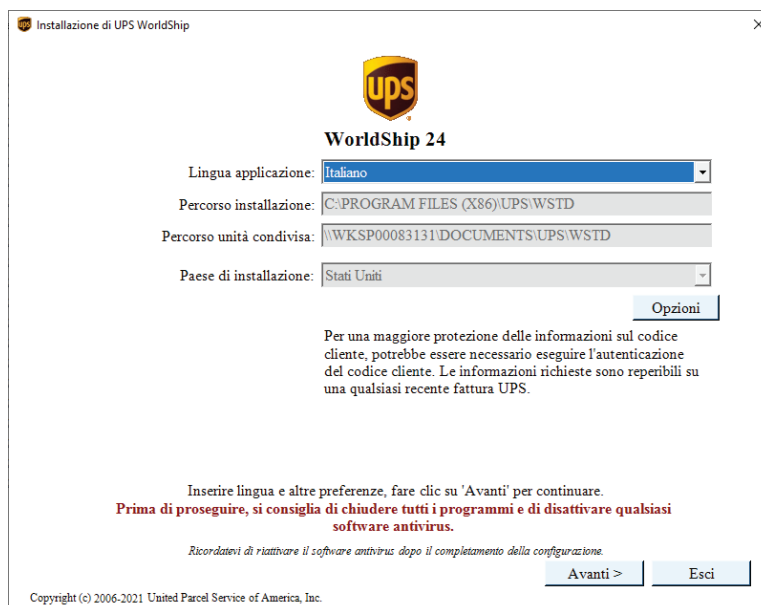 Installazione di UPS WorldShip
ups
WorldShip 24
Lingua applicazione: Italiano
Percorso installazione: C:\PROGRAM FILES (X86)\UPS\WSTD
Percorso unità condivisa: \\WKSP00083131\DOCUMENTS\UPS\WSTD
Paese di installazione: Stati Uniti
Opzioni
Per una maggiore protezione delle informazioni sul codice
cliente, potrebbe essere necessario eseguire l'autenticazione
del codice cliente. Le informazioni richieste sono reperibili su
una qualsiasi recente fattura UPS.
Inserire lingua e altre preferenze, fare clic su 'Avanti' per continuare.
Prima di proseguire, si consiglia di chiudere tutti i programmi e di disattivare qualsiasi
software antivirus.
Ricordatevi di riattivare il software antivirus dopo il completamento della configurazione.
Avanti > Esci
Copyright (c) 2006-2021 United Parcel Service of America, Inc.